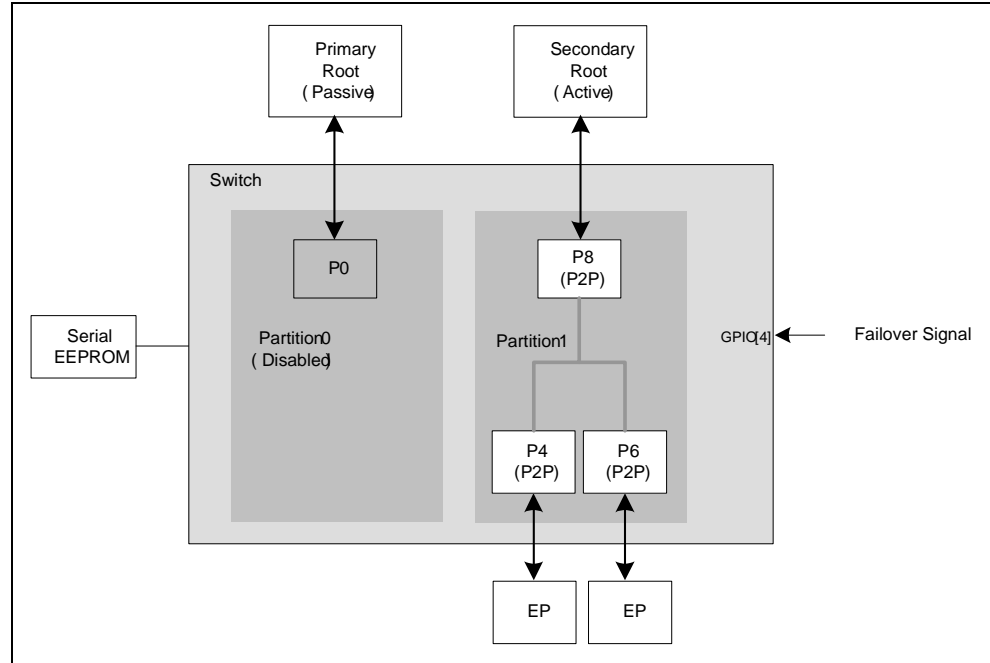 Primary
Root
( Passive)
Secondary
Root
( Active)
Switch
P0
P8
(P2P)
Serial
EEPROM
Partition0
( Disabled)
Partition1
GPIO[4]
Failover Signal
P4
(P2P)
P6
(P2P)
EP
EP